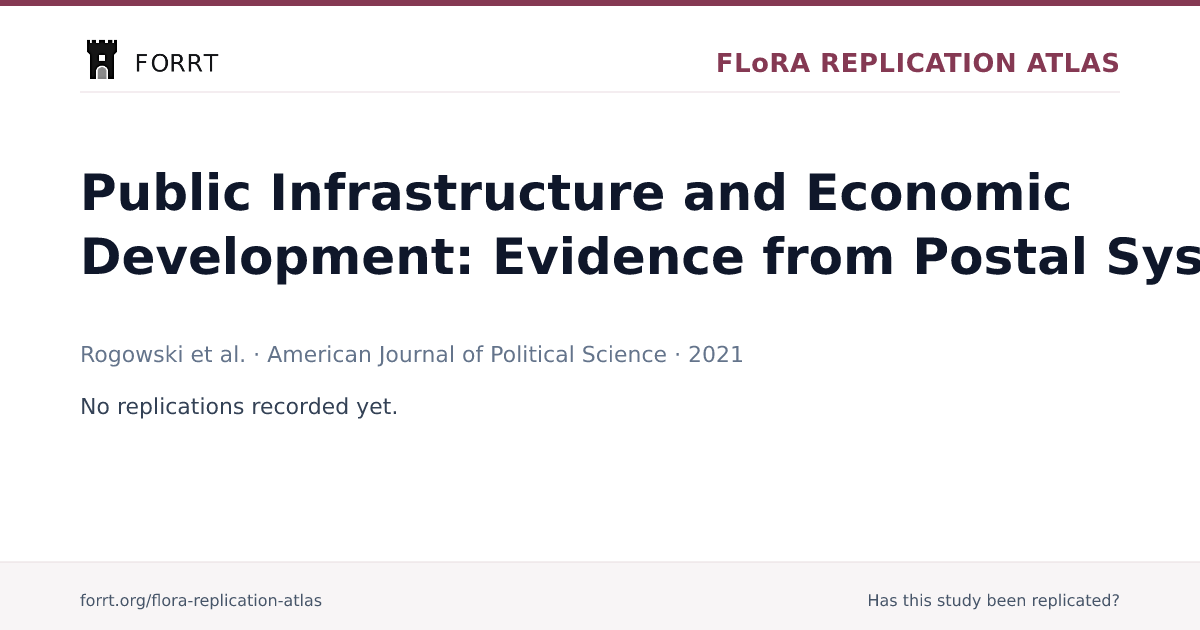 FORRT
FLoRA REPLICATION ATLAS
Public Infrastructure and Economic
Development: Evidence from Postal Sys
Rogowski et al. · American Journal of Political Science · 2021
No replications recorded yet.
forrt.org/flora-replication-atlas
Has this study been replicated?